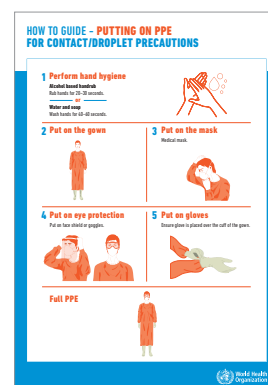 HOW TO GUIDE - PUTTING ON PPE
FOR CONTACT/DROPLET PRECAUTIONS
1 Perform hand hygiene
Alcohol based handrub
Rub hands for 20-30 seconds.
or
Water and soap
Wash hands for 40-60 seconds.
2 Put on the gown
3 Put on the mask
Medical mask.
4 Put on eye protection
Put on face shield or goggles.
5 Put on gloves
Ensure glove is placed over the cuff of the gown.
Full PPE
World Health
Organization